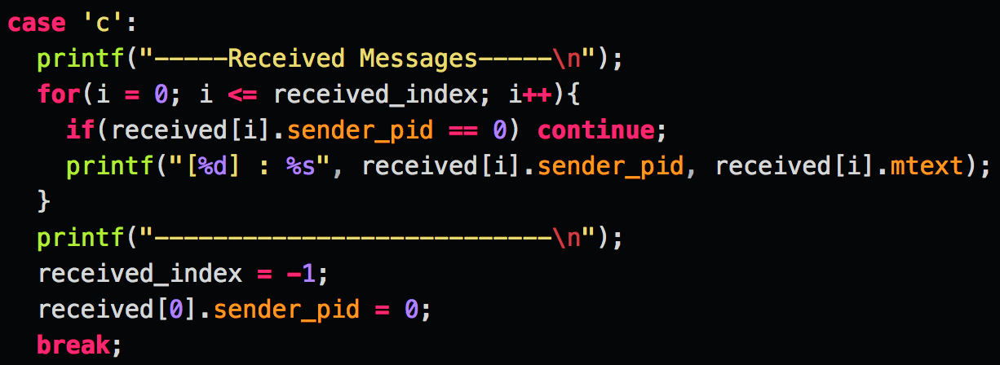 case 'c':
  printf("-----Received Messages-----\n");
  for(i = 0; i <= received_index; i++){
    if(received[i].sender_pid == 0) continue;
    printf("[%d] : %s", received[i].sender_pid, received[i].mtext);
  }
  printf("---------------------------\n");
  received_index = -1;
  received[0].sender_pid = 0;
  break;